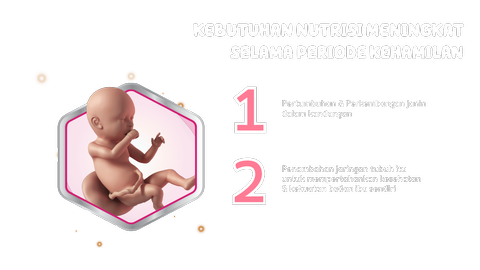 KEBUTUHAN NUTRISI MENINGKAT
SELAMA PERIODE KEHAMILAN
1
Pertumbuhan & Perkembangan Janin
Dalam kandungan
2
Penambahan jaringan tubuh ibu
untuk mempertahankan kesehatan
& kekuatan badan ibu sendiri